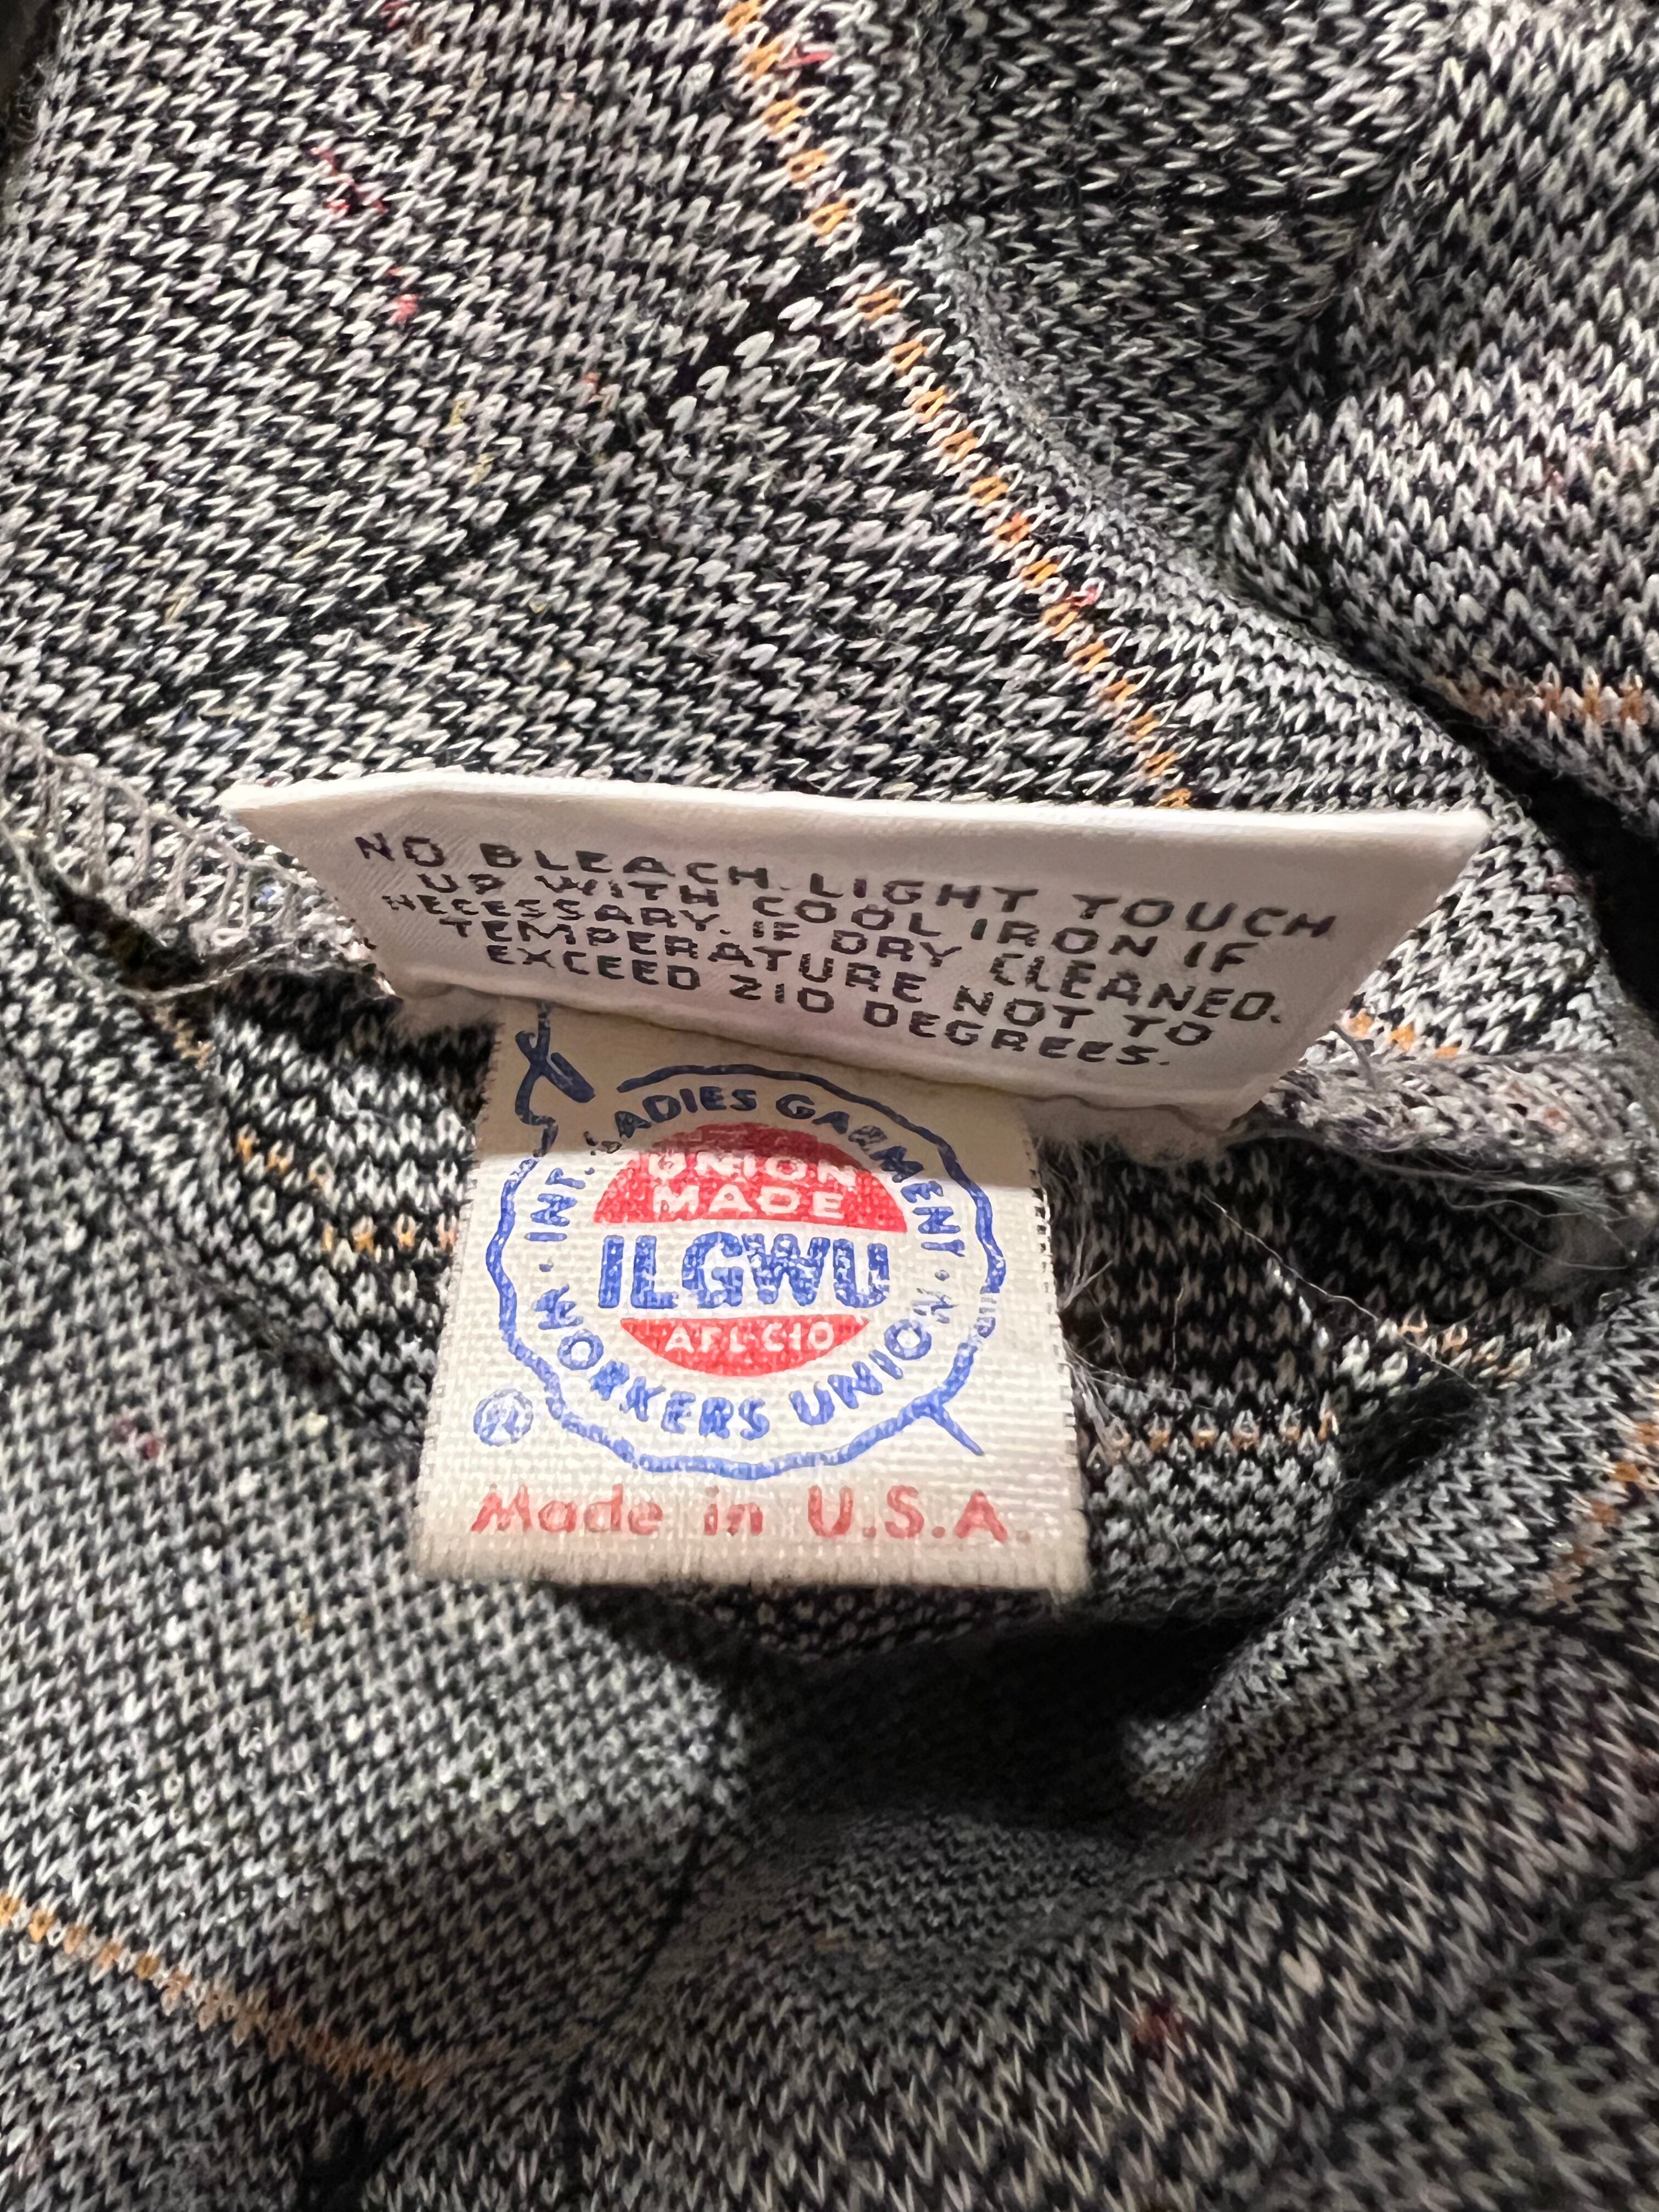 NO BLEACH. LIGHT TOUCH
UP WITH COOL IRON IF
NECESSARY. IF DRY CLEANED.
TEMPERATURE NOT TO
EXCEED 210 DEGREES.
INT'L LADIES GARMENT
UNION
MADE
ILGWU
AFL-CIO
WORKERS UNION
®
Made in U.S.A.